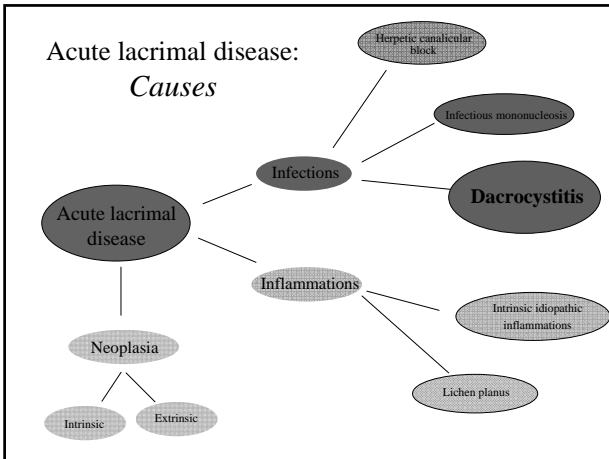 Acute lacrimal disease:
Causes
Herpetic canalicular
block
Infectious mononucleosis
Infections
Dacrocystitis
Acute lacrimal
disease
Inflammations
Intrinsic idiopathic
inflammations
Neoplasia
Lichen planus
Intrinsic
Extrinsic